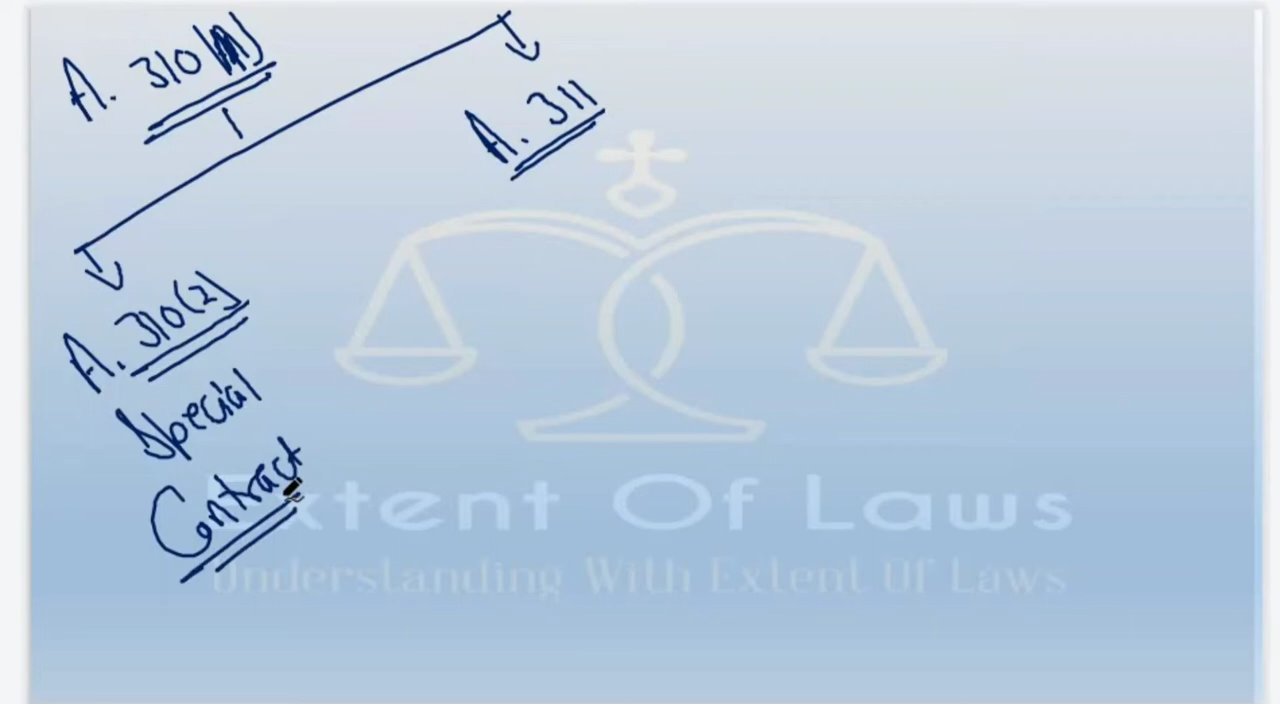 A. 310(1)
A. 311
A. 310(2)
Special
Contract
Extent Of Laws
Understanding With Extent Of Laws